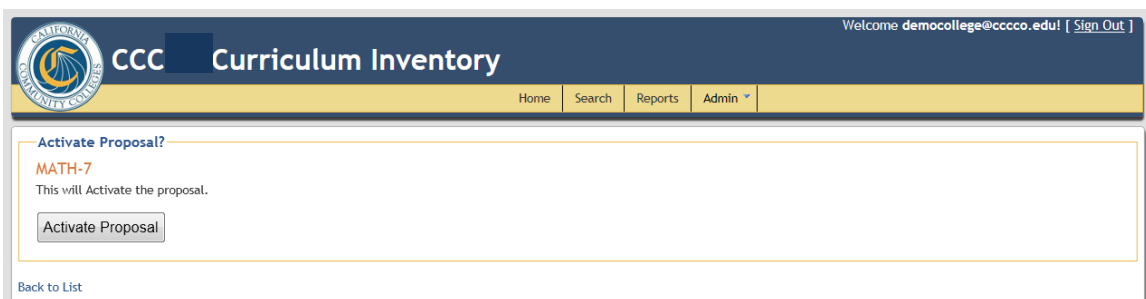 Welcome democollege@cccco.edu! [ Sign Out ]
CALIFORNIA COMMUNITY COLLEGES
CCC Curriculum Inventory
Home Search Reports Admin
Activate Proposal?
MATH-7
This will Activate the proposal.
Activate Proposal
Back to List